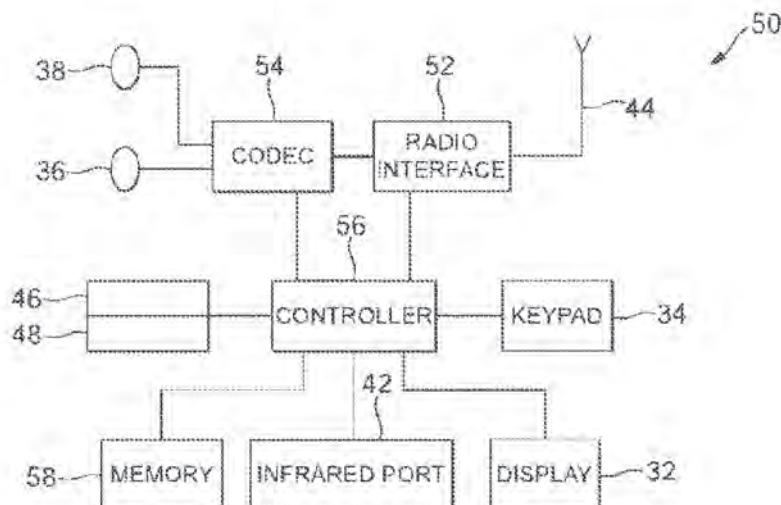 50
38
54
52
44
CODEC
RADIO
INTERFACE
36
56
46
48
CONTROLLER
KEYPAD
34
42
58
MEMORY
INFRARED PORT
DISPLAY
32